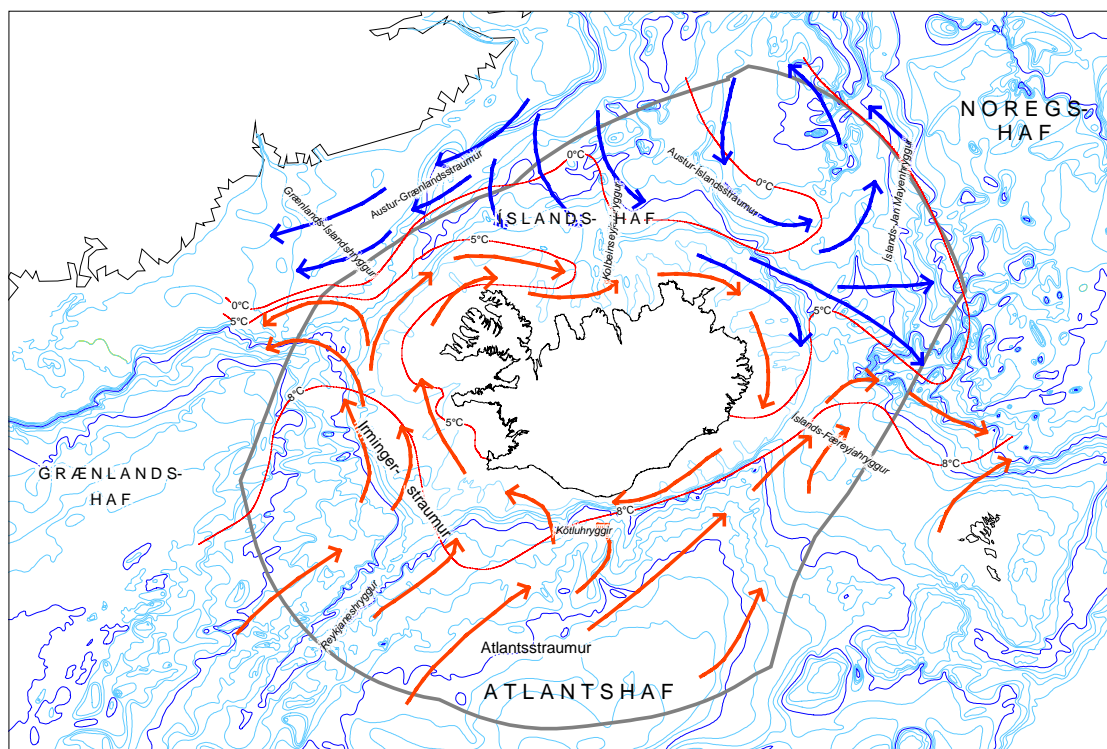 NOREGS-
HAF
0°C
Kolbeinseyjarhryggur
Austur-Íslandsstraumur
0°C
Austur-Grænlandsstraumur
Grænlands-Íslandshryggur
Íslands-Jan Mayenhryggur
ÍSLANDS- HAF
5°C
0°C
5°C
5°C
8°C
5°C
Irminger-
straumur
Íslands-Færeyjahryggur
8°C
GRÆNLANDS-
HAF
8°C
Kötluhryggir
Reykjaneshryggur
Atlantsstraumur
ATLANTSHAF